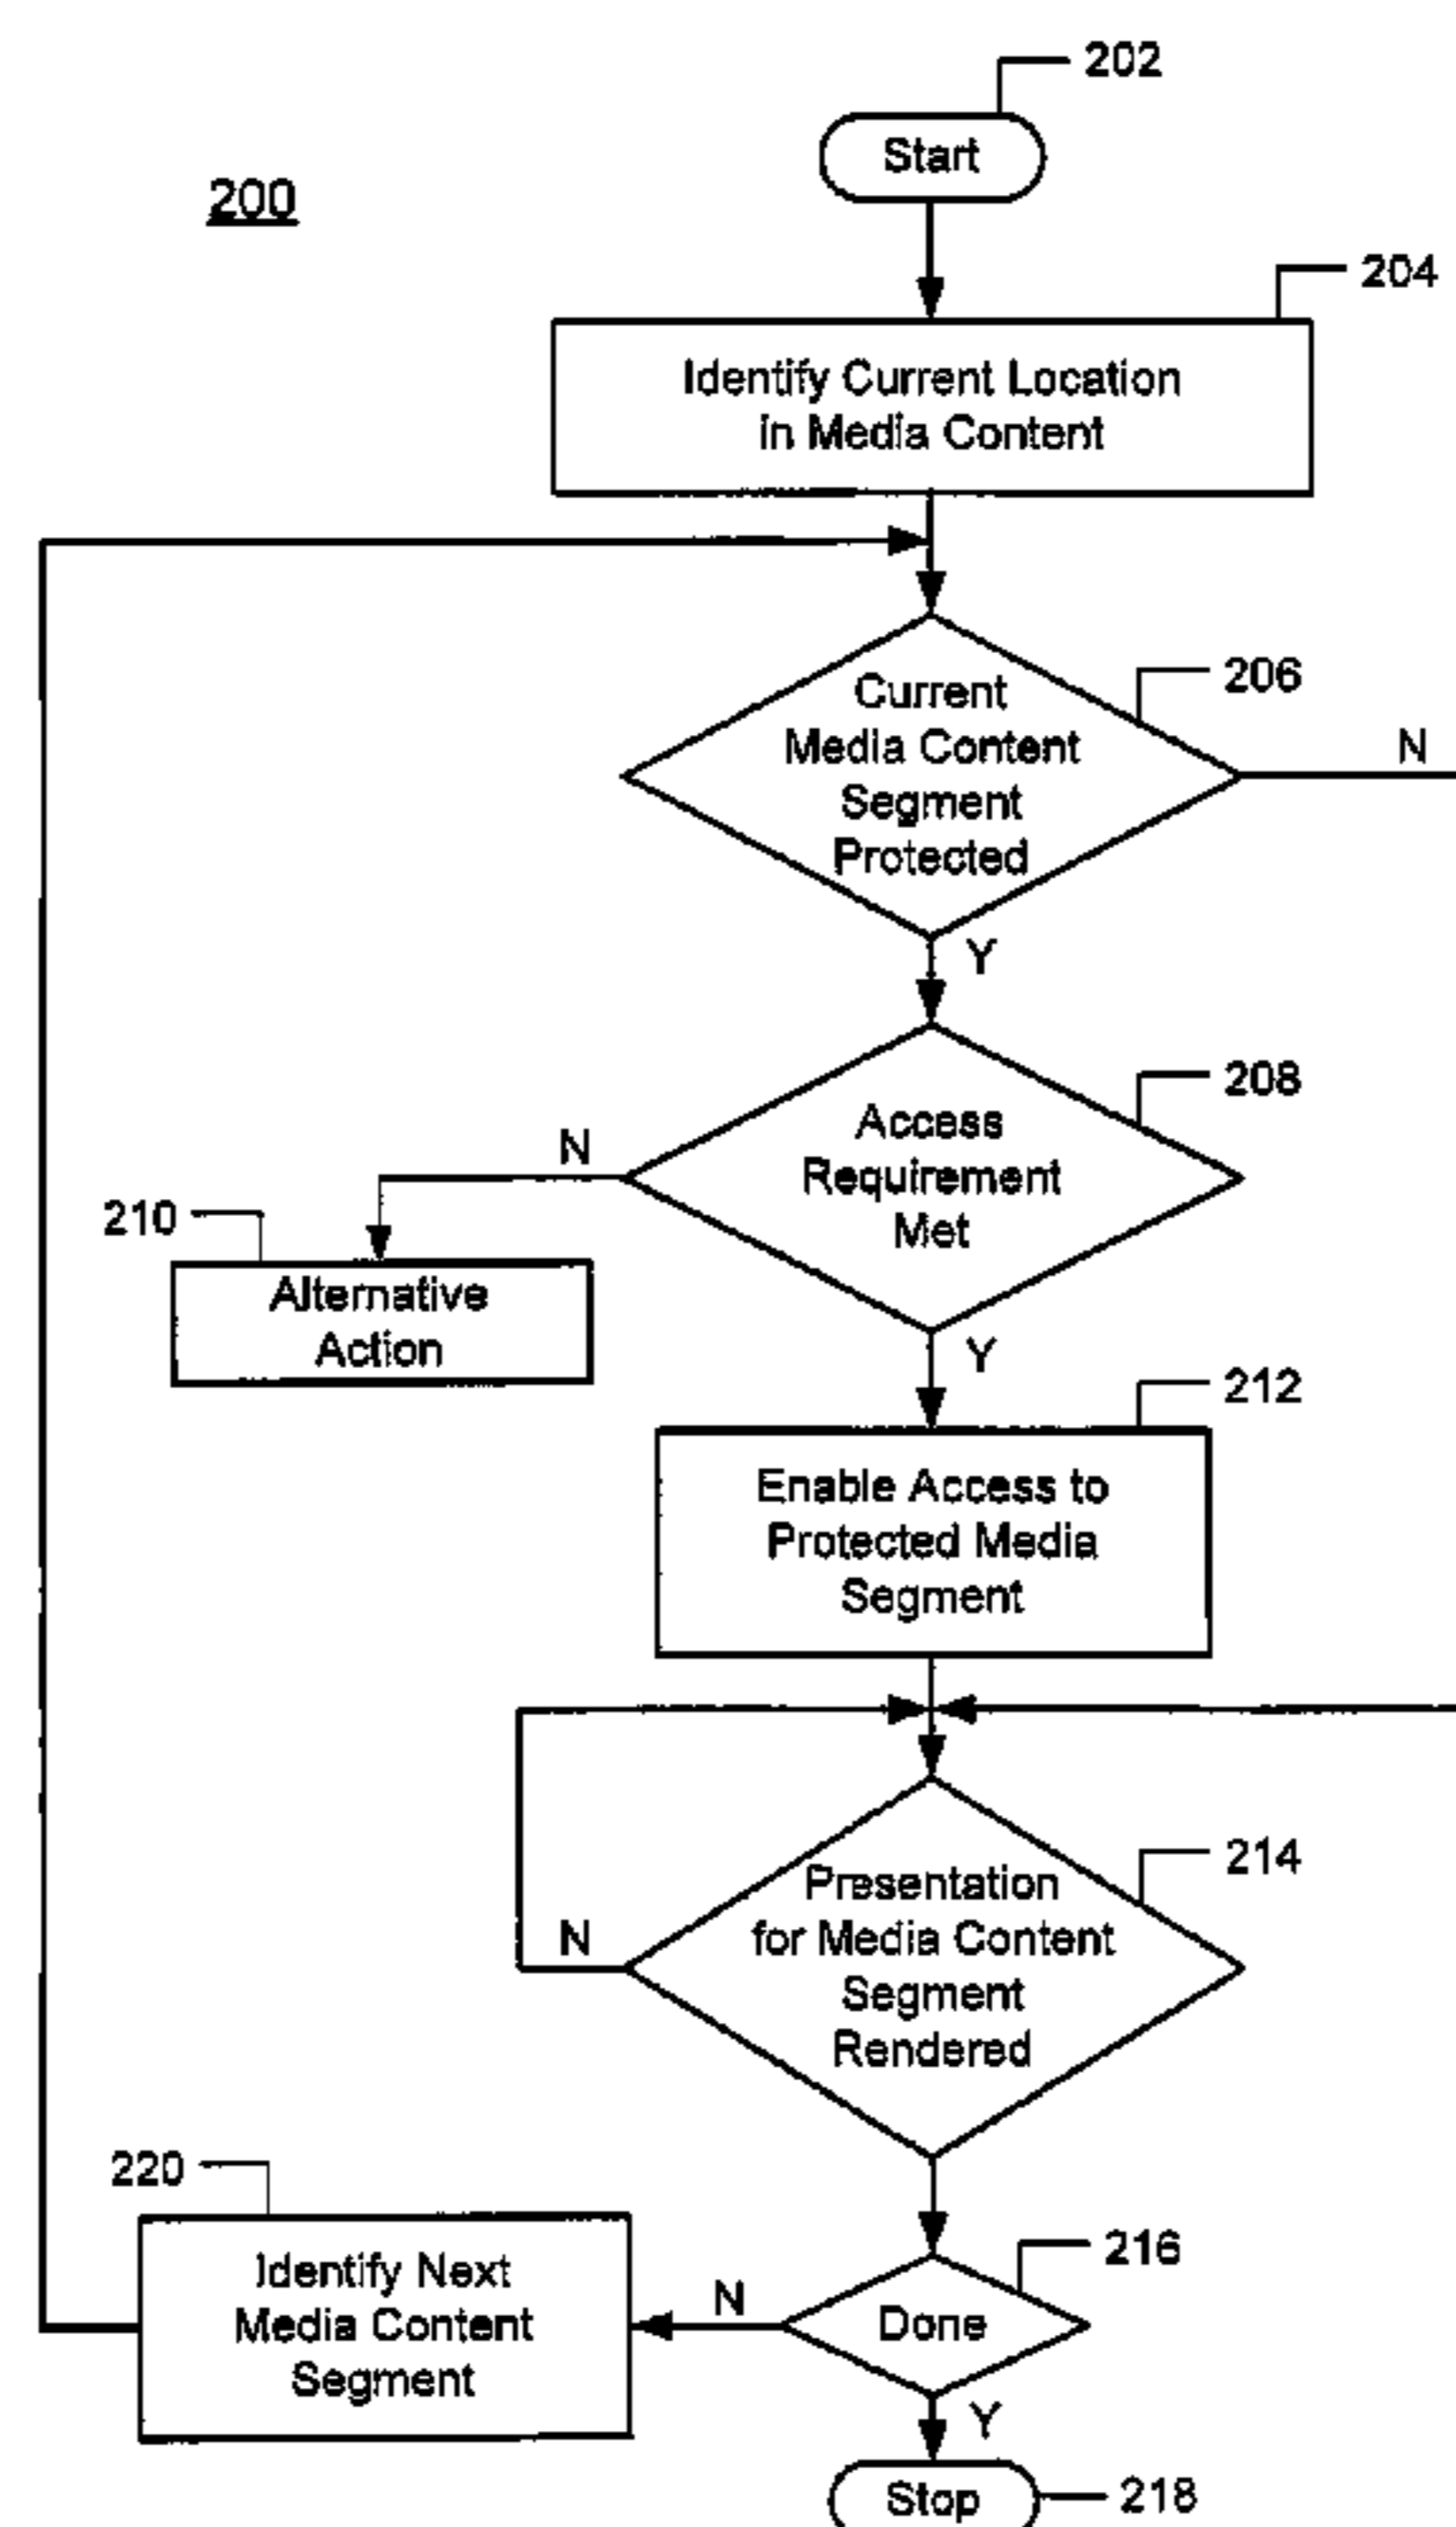 202
Start
200
204
Identify Current Location
in Media Content
206
Current
Media Content
Segment
Protected
N
Y
208
Access
Requirement
Met
N
210
Alternative
Action
Y
212
Enable Access to
Protected Media
Segment
214
Presentation
for Media Content
Segment
Rendered
N
220
Identify Next
Media Content
Segment
216
N
Done
Y
Stop
218